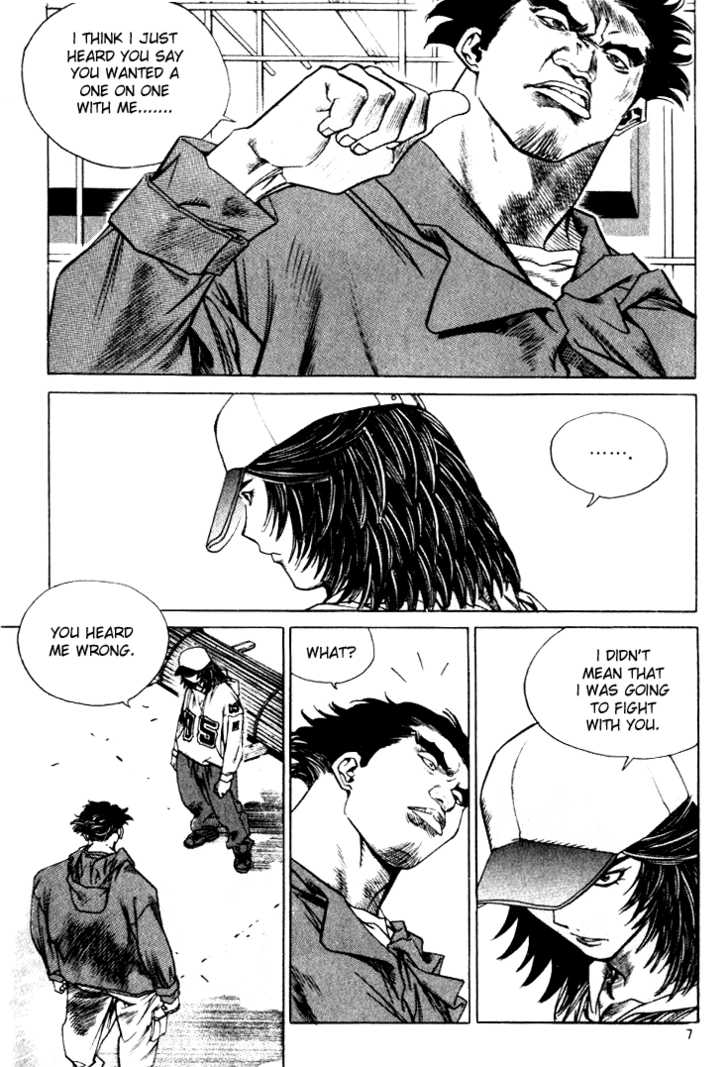 I THINK I JUST
HEARD YOU SAY
YOU WANTED A
ONE ON ONE
WITH ME.......
.......
YOU HEARD
ME WRONG.
05
WHAT?
I DIDN'T
MEAN THAT
I WAS GOING
TO FIGHT
WITH YOU.
7